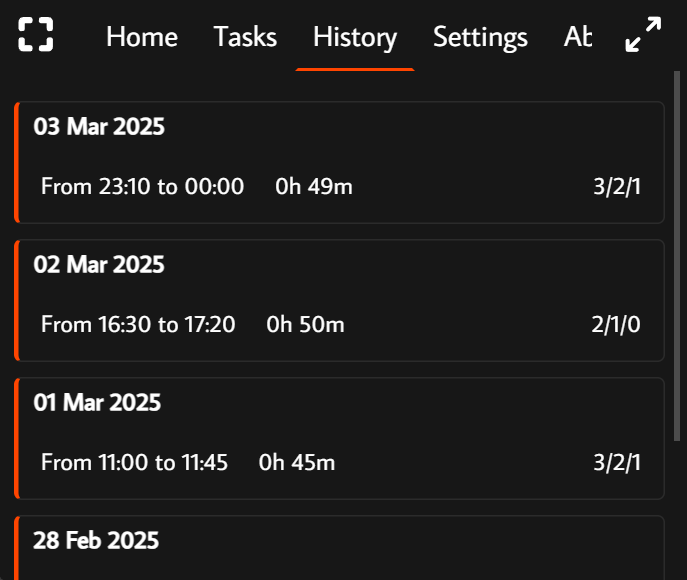 Home Tasks History Settings Ab
03 Mar 2025
From 23:10 to 00:00 0h 49m 3/2/1
02 Mar 2025
From 16:30 to 17:20 0h 50m 2/1/0
01 Mar 2025
From 11:00 to 11:45 0h 45m 3/2/1
28 Feb 2025